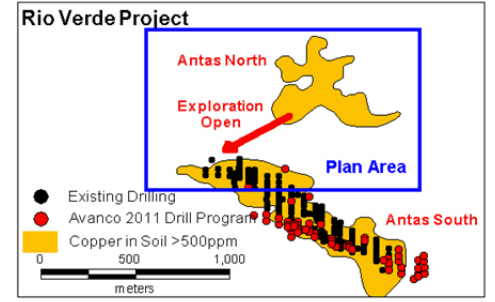 Rio Verde Project
Antas North
Exploration
Open
Plan Area
Existing Drilling
Avanco 2011 Drill Program
Antas South
Copper in Soil >500ppm
0 500 1,000
meters